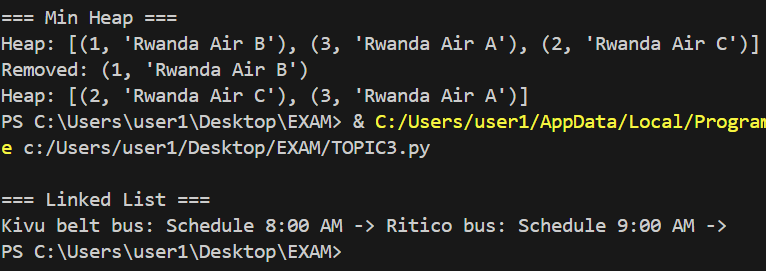 === Min Heap ===
Heap: [(1, 'Rwanda Air B'), (3, 'Rwanda Air A'), (2, 'Rwanda Air C')]
Removed: (1, 'Rwanda Air B')
Heap: [(2, 'Rwanda Air C'), (3, 'Rwanda Air A')]
PS C:\Users\user1\Desktop\EXAM> & C:/Users/user1/AppData/Local/Program
e c:/Users/user1/Desktop/EXAM/TOPIC3.py
=== Linked List ===
Kivu belt bus: Schedule 8:00 AM -> Ritico bus: Schedule 9:00 AM ->
PS C:\Users\user1\Desktop\EXAM>